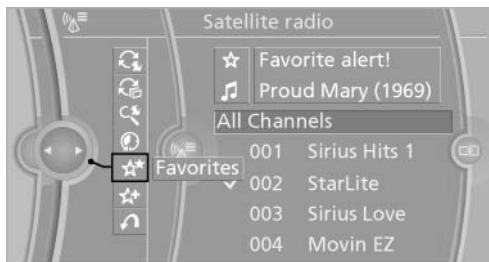 Satellite radio
Favorite alert!
Proud Mary (1969)
All Channels
001 Sirius Hits 1
Favorites
002 StarLite
003 Sirius Love
004 Movin EZ